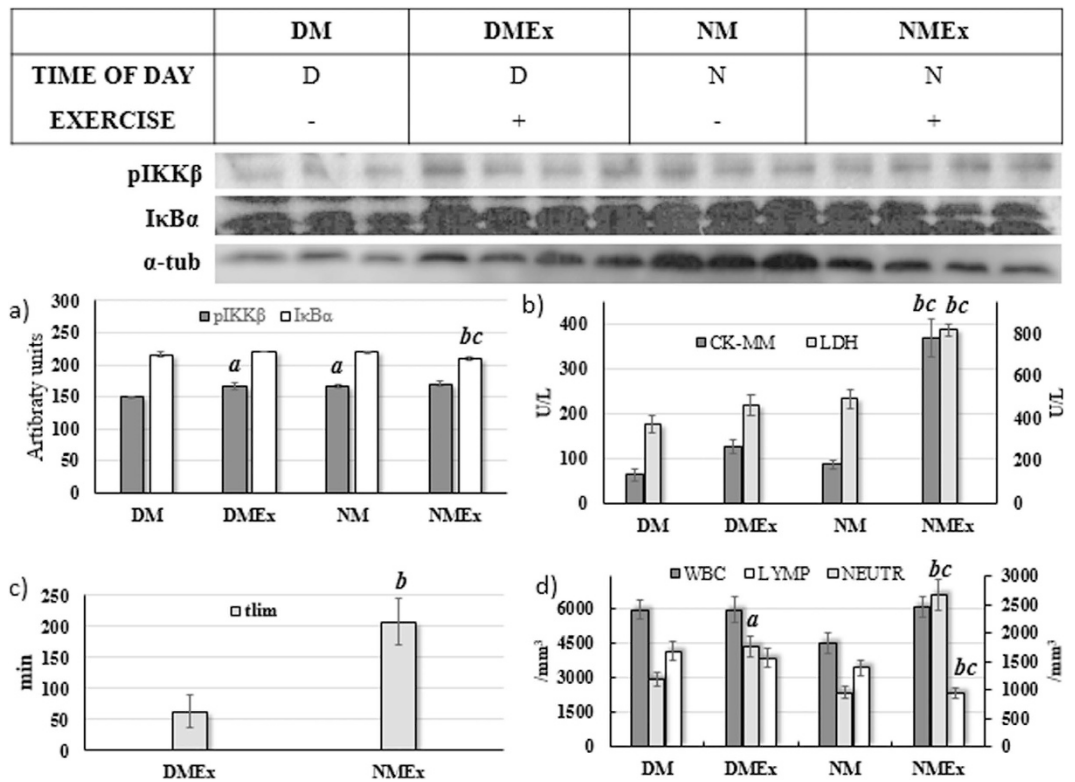 DM DMEx NM NMEx
TIME OF DAY D D N N
EXERCISE - + - +
pIKKβ
IκBα
α-tub
a)
300
250
200
150
100
50
0
Artibraty units
pIKKβ IκBα
a a bc
DM DMEx NM NMEx
b)
400
300
200
100
0
U/L
CK-MM LDH
bc bc
800
600
400
200
0
U/L
DM DMEx NM NMEx
c)
250
200
150
100
50
0
min
tlim
b
DMEx NMEx
d)
6000
4500
3000
1500
0
/mm³
WBC LYMP NEUTR
a bc
bc
3000
2500
2000
1500
1000
500
0
/mm³
DM DMEx NM NMEx